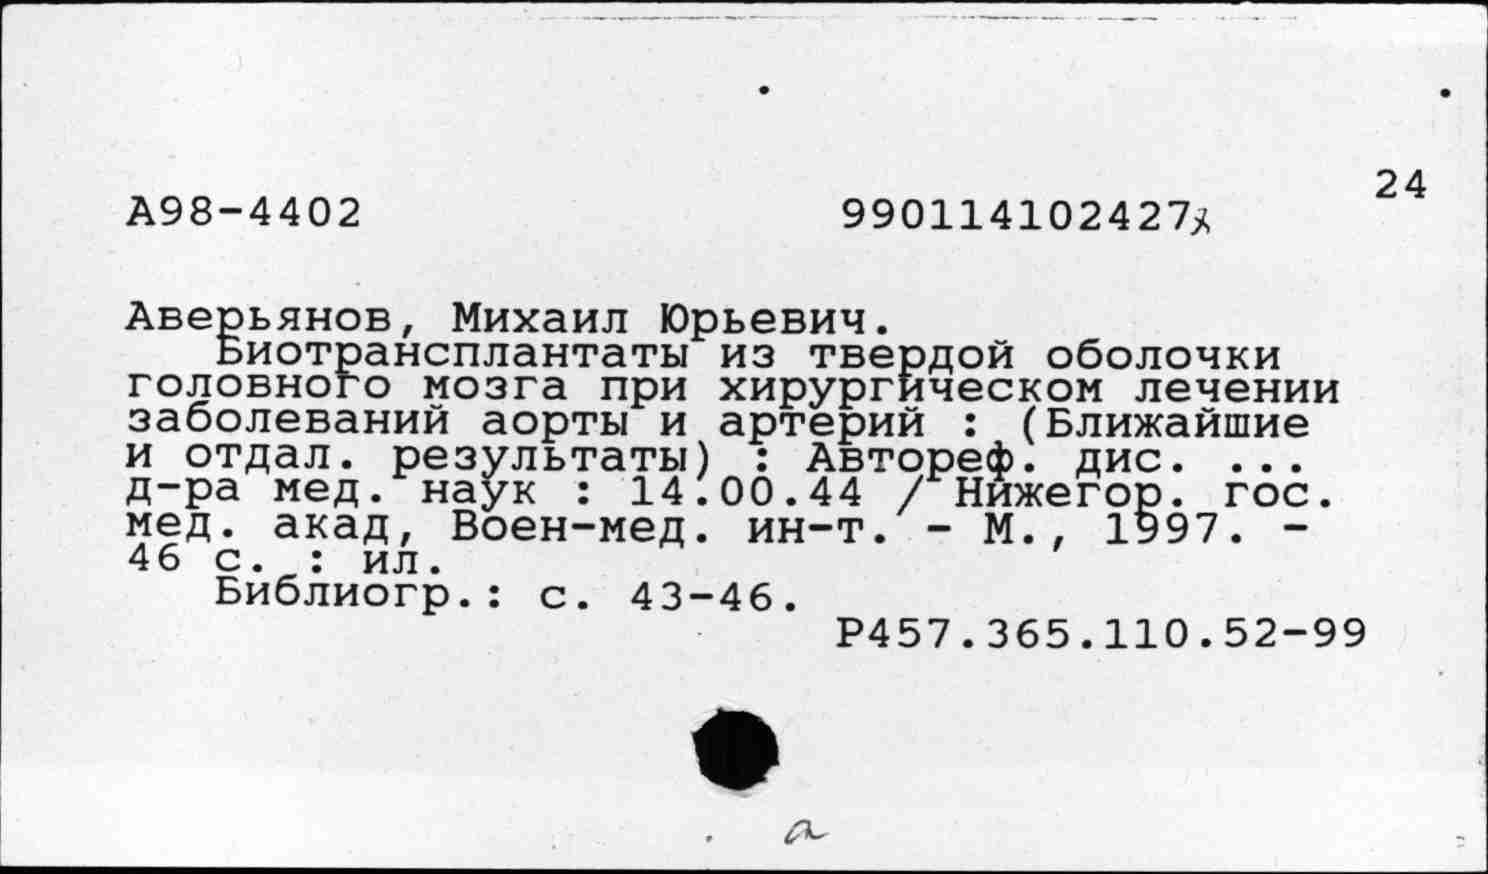 24
А98-4402 990114102427
Аверьянов, Михаил Юрьевич.
Биотрансплантаты из твердой оболочки
головного мозга при хирургическом лечении
заболеваний аорты и артерий : (Ближайшие
и отдал. результаты) : Автореф. дис. ...
д-ра мед. наук : 14.00.44 / Нижегор. гос.
мед. акад, Воен-мед. ин-т. - М., 1997. -
46 с. : ил.
Библиогр.: с. 43-46.
Р457.365.110.52-99